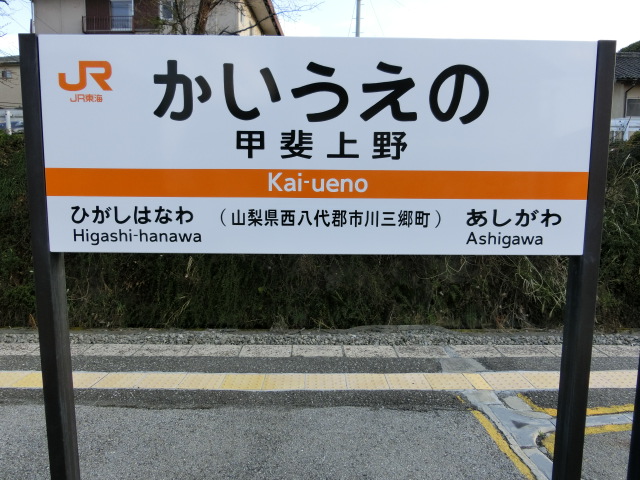 JR
JR東海
かいうえの
甲斐上野
Kai-ueno
ひがしはなわ （山梨県西八代郡市川三郷町） あしがわ
Higashi-hanawa Ashigawa